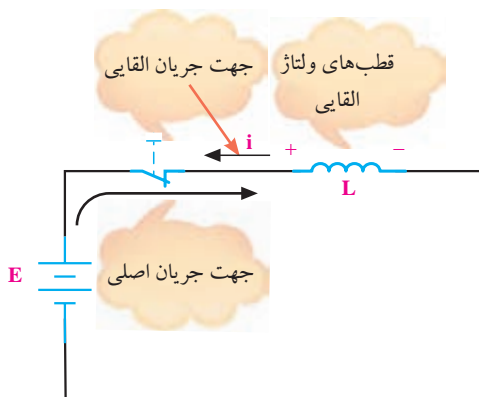 جهت جریان القایی
قطب‌های ولتاژ
القایی
i
+
−
L
جهت جریان اصلی
E